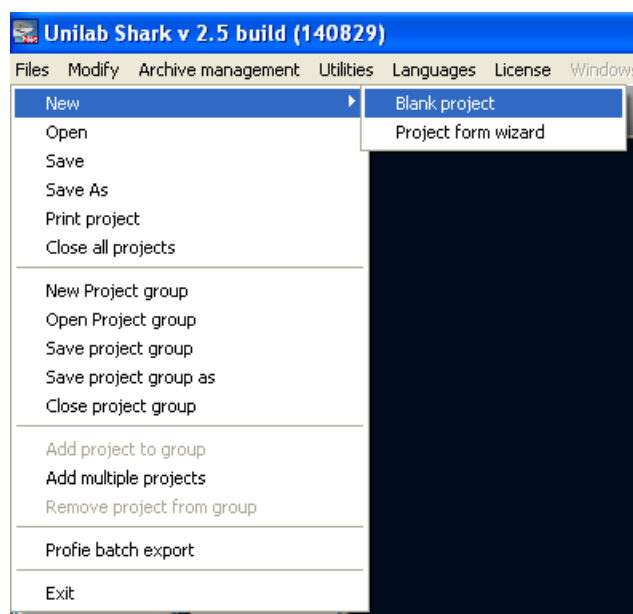 Unilab Shark v 2.5 build (140829)
Files Modify Archive management Utilities Languages License Windows
New
Blank project
Open
Project form wizard
Save
Save As
Print project
Close all projects
New Project group
Open Project group
Save project group
Save project group as
Close project group
Add project to group
Add multiple projects
Remove project from group
Profie batch export
Exit